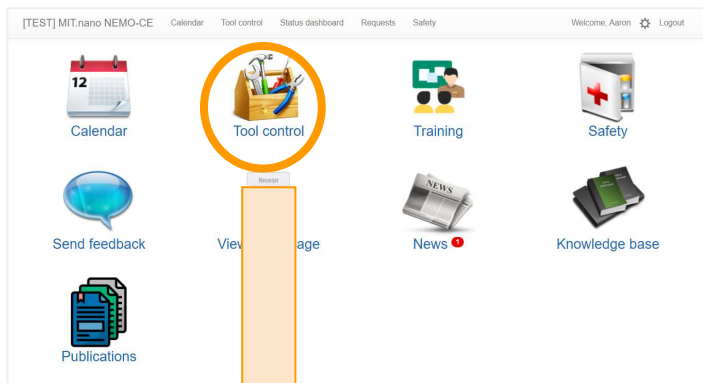 [TEST] MIT.nano NEMO-CE Calendar Tool control Status dashboard Requests Safety Welcome, Aaron Logout
12
Calendar Tool control Training Safety
Receipt
NEWS
Send feedback View age News 1 Knowledge base
Publications